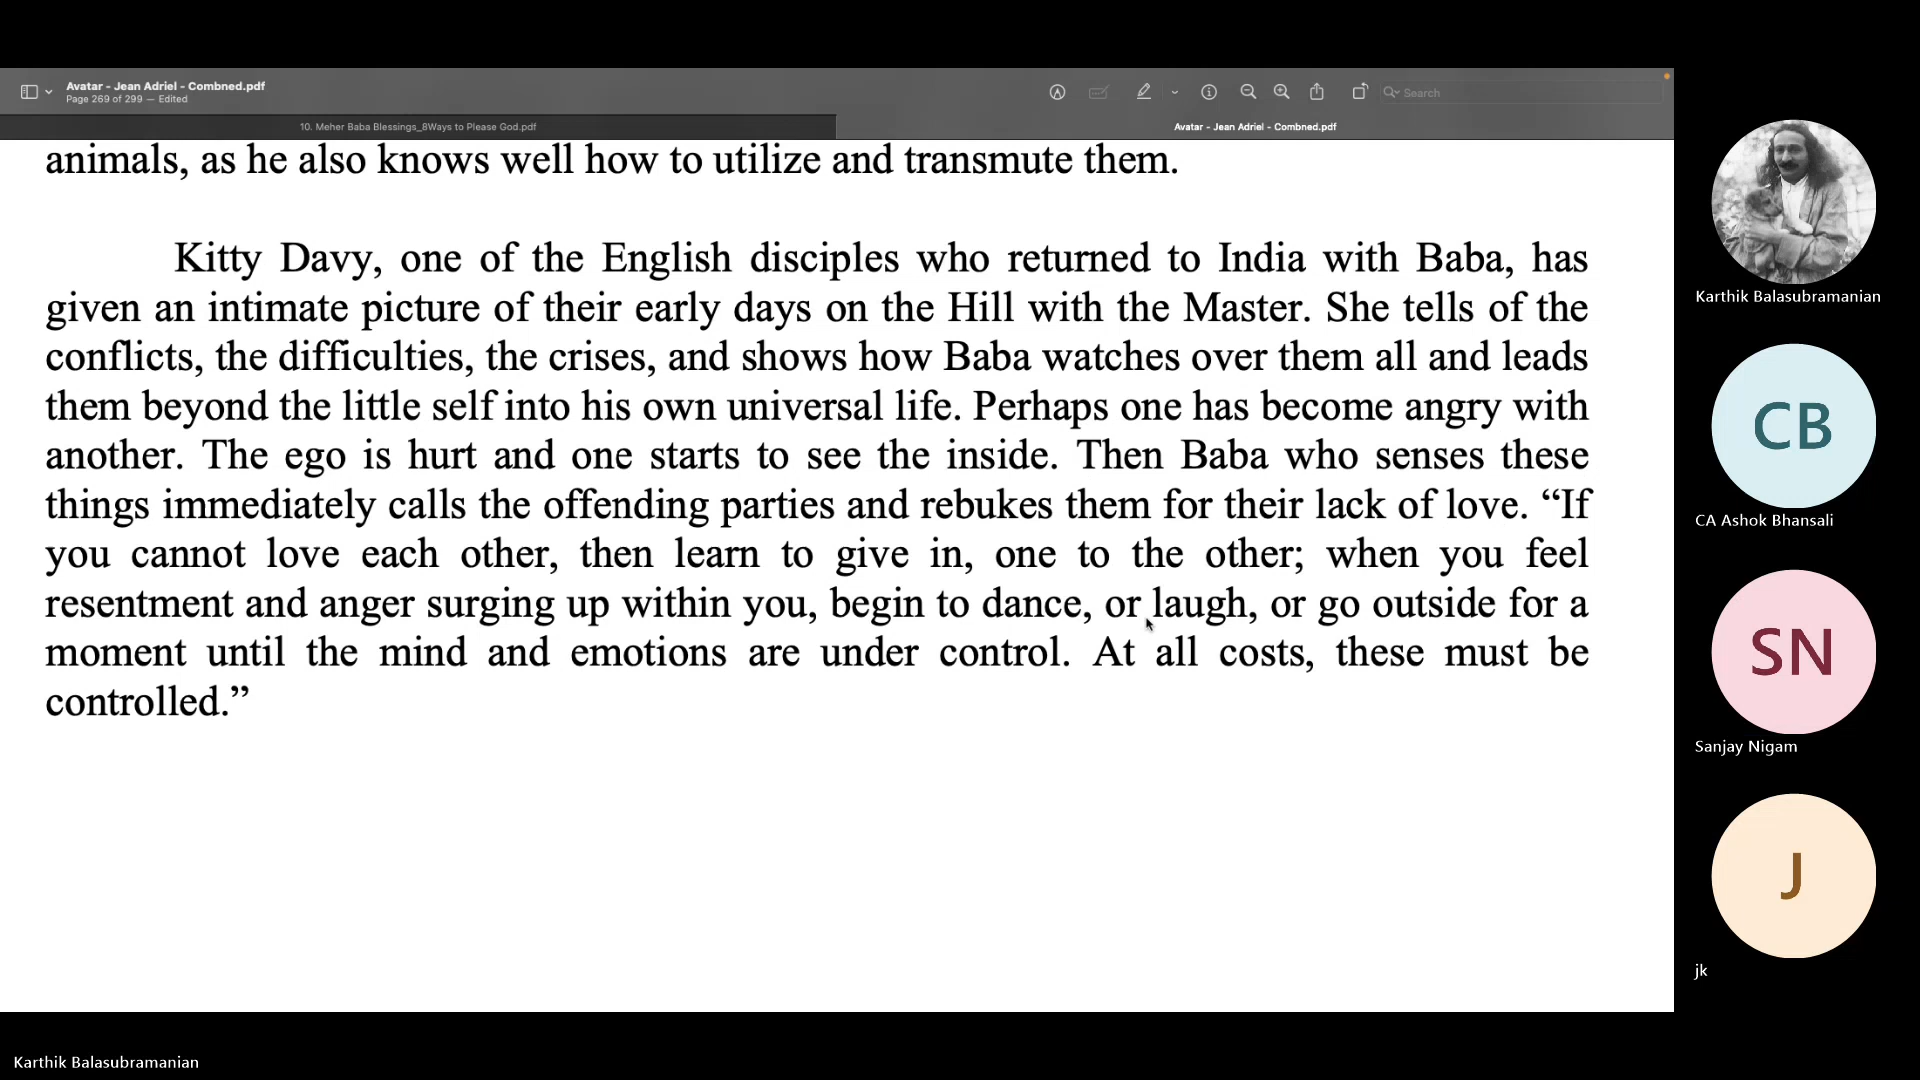 Avatar - Jean Adriel - Combned.pdf
Page 269 of 299 — Edited
Search
10. Meher Baba Blessings_8Ways to Please God.pdf
Avatar - Jean Adriel - Combned.pdf
animals, as he also knows well how to utilize and transmute them.
Kitty Davy, one of the English disciples who returned to India with Baba, has
given an intimate picture of their early days on the Hill with the Master. She tells of the
conflicts, the difficulties, the crises, and shows how Baba watches over them all and leads
them beyond the little self into his own universal life. Perhaps one has become angry with
another. The ego is hurt and one starts to see the inside. Then Baba who senses these
things immediately calls the offending parties and rebukes them for their lack of love. “If
you cannot love each other, then learn to give in, one to the other; when you feel
resentment and anger surging up within you, begin to dance, or laugh, or go outside for a
moment until the mind and emotions are under control. At all costs, these must be
controlled.”
Karthik Balasubramanian
CB
CA Ashok Bhansali
SN
Sanjay Nigam
J
jk
Karthik Balasubramanian